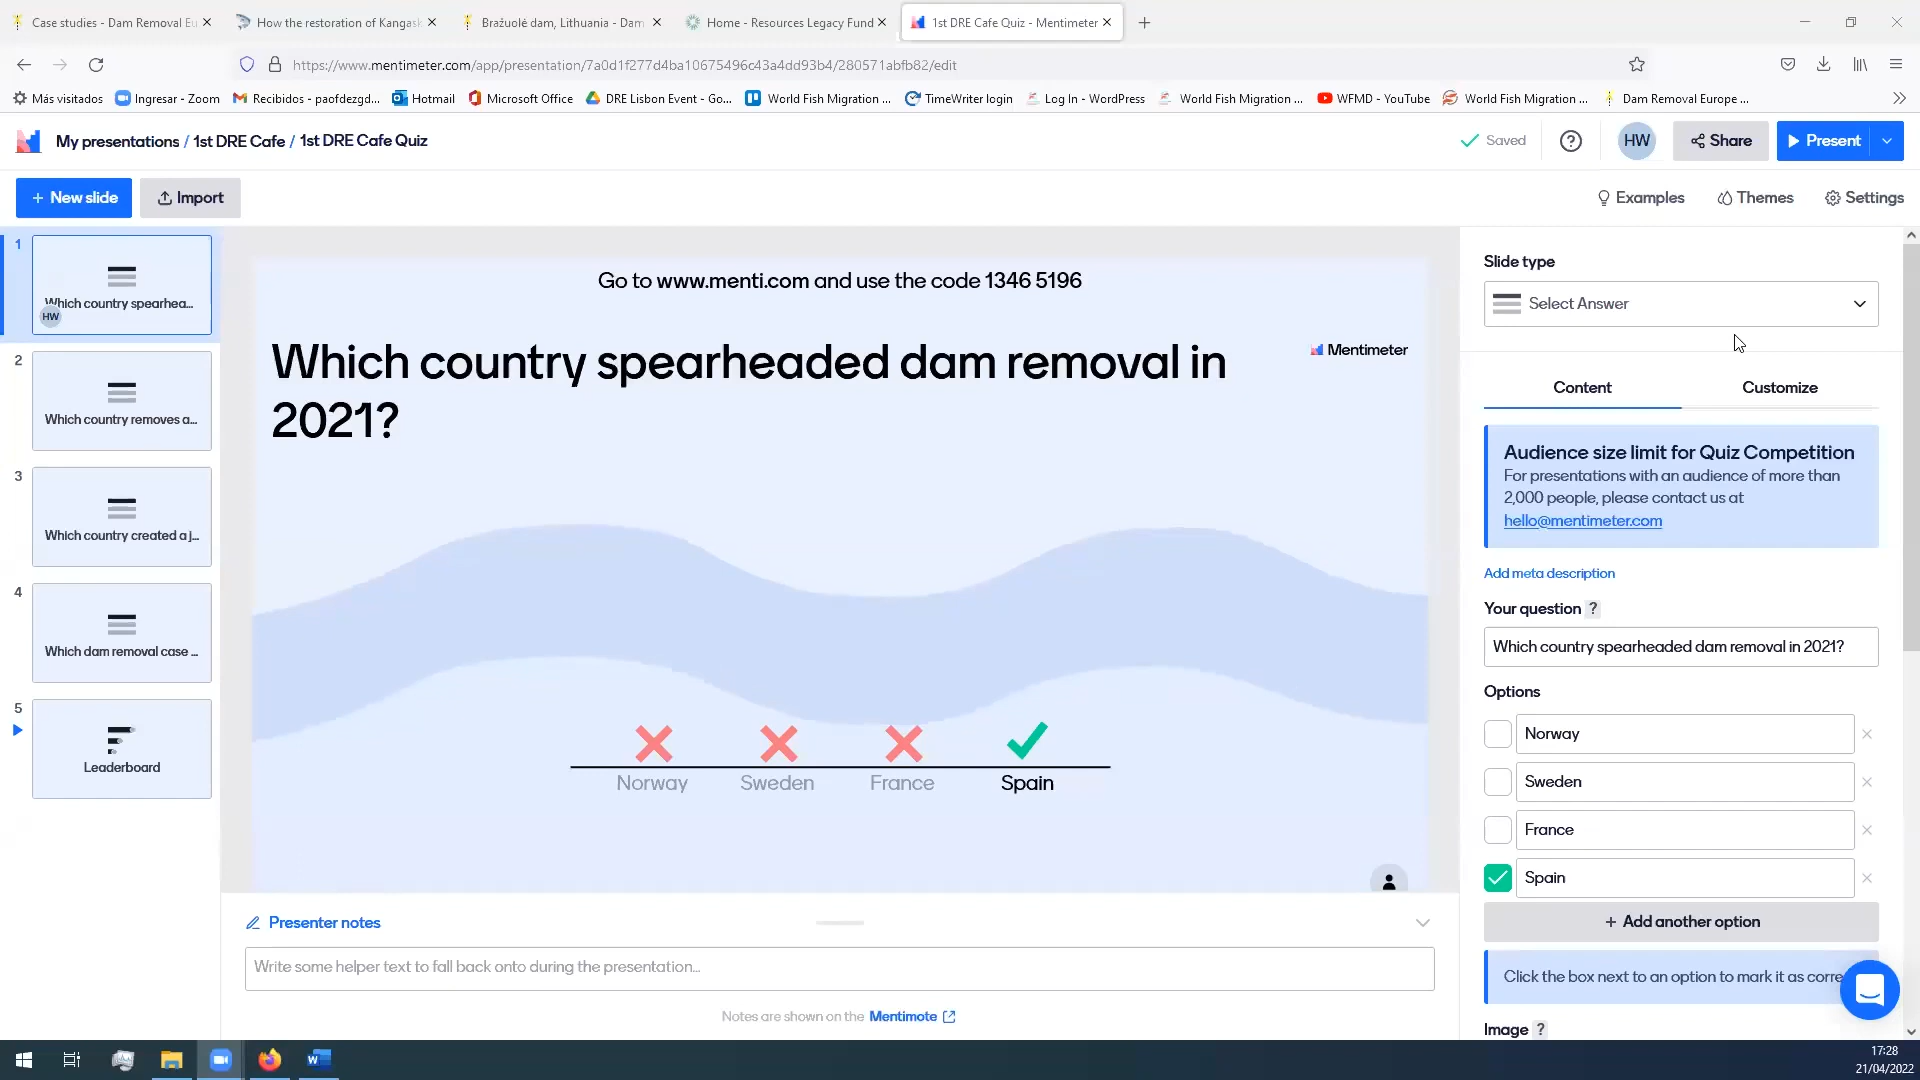 Case studies - Dam Removal Eu
How the restoration of Kangask
Bražuolė dam, Lithuania - Dam
Home - Resources Legacy Fund
1st DRE Cafe Quiz - Mentimeter
https://www.mentimeter.com/app/presentation/7a0d1f277d4ba10675496c43a4dd93b4/280571abfb82/edit
Más visitados
Ingresar - Zoom
Recibidos - paofdezgd...
Hotmail
Microsoft Office
DRE Lisbon Event - Go...
World Fish Migration ...
TimeWriter login
Log In - WordPress
World Fish Migration ...
WFMD - YouTube
World Fish Migration ...
Dam Removal Europe ...
My presentations / 1st DRE Cafe / 1st DRE Cafe Quiz
Saved
?
HW
Share
Present
+ New slide
Import
Examples
Themes
Settings
1
Which country spearhea...
HW
2
Which country removes a...
3
Which country created a j...
4
Which dam removal case ...
5
Leaderboard
Go to www.menti.com and use the code 1346 5196
Which country spearheaded dam removal in
2021?
Mentimeter
Norway
Sweden
France
Spain
Presenter notes
Write some helper text to fall back onto during the presentation...
Notes are shown on the Mentimote
Slide type
Select Answer
Content
Customize
Audience size limit for Quiz Competition
For presentations with an audience of more than
2,000 people, please contact us at
hello@mentimeter.com
Add meta description
Your question ?
Which country spearheaded dam removal in 2021?
Options
Norway
Sweden
France
Spain
+ Add another option
Click the box next to an option to mark it as corre
Image ?
17:28
21/04/2022